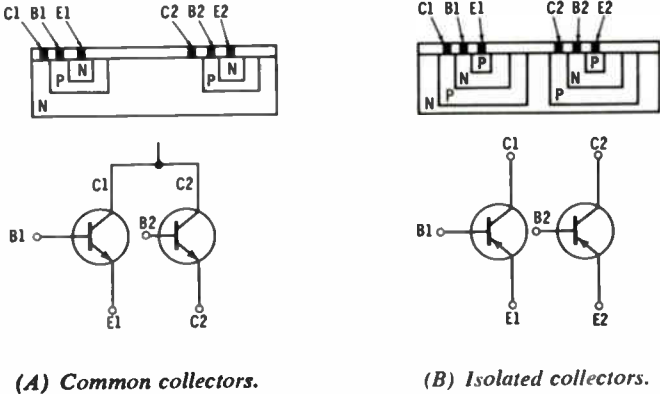 C1 B1 E1
C2 B2 E2
N
P
N
P
N
C1 B1 E1
C2 B2 E2
P
N
P
N
P
N
P
C1
C2
B1
B2
E1
C2
C1
C2
B1
B2
E1
E2
(A) Common collectors.
(B) Isolated collectors.